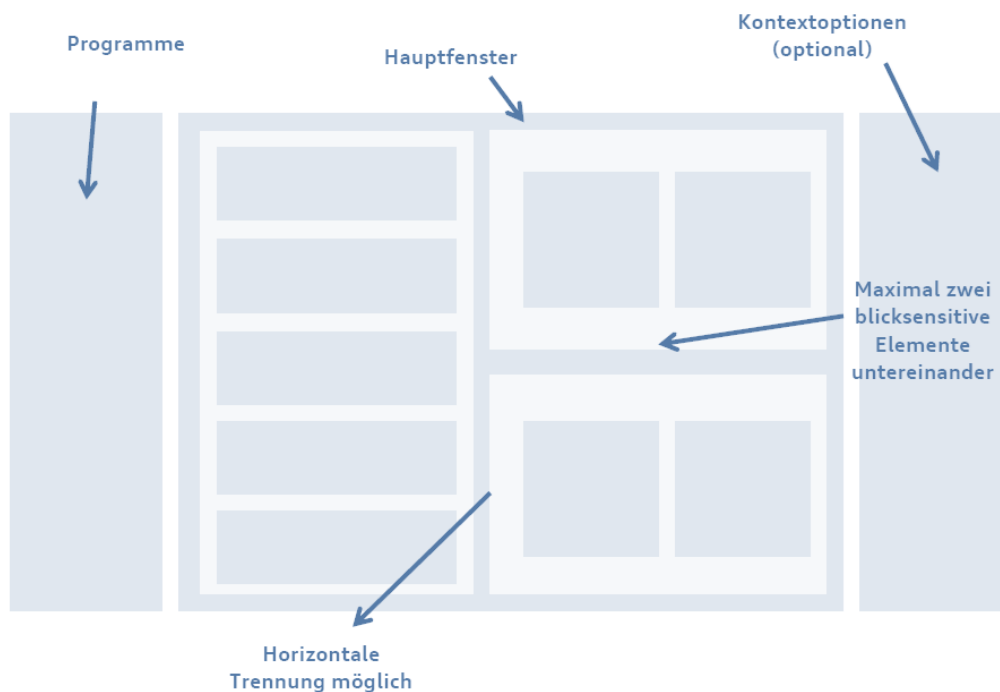 Programme
Hauptfenster
Kontextoptionen
(optional)
Maximal zwei
blicksensitive
Elemente
untereinander
Horizontale
Trennung möglich